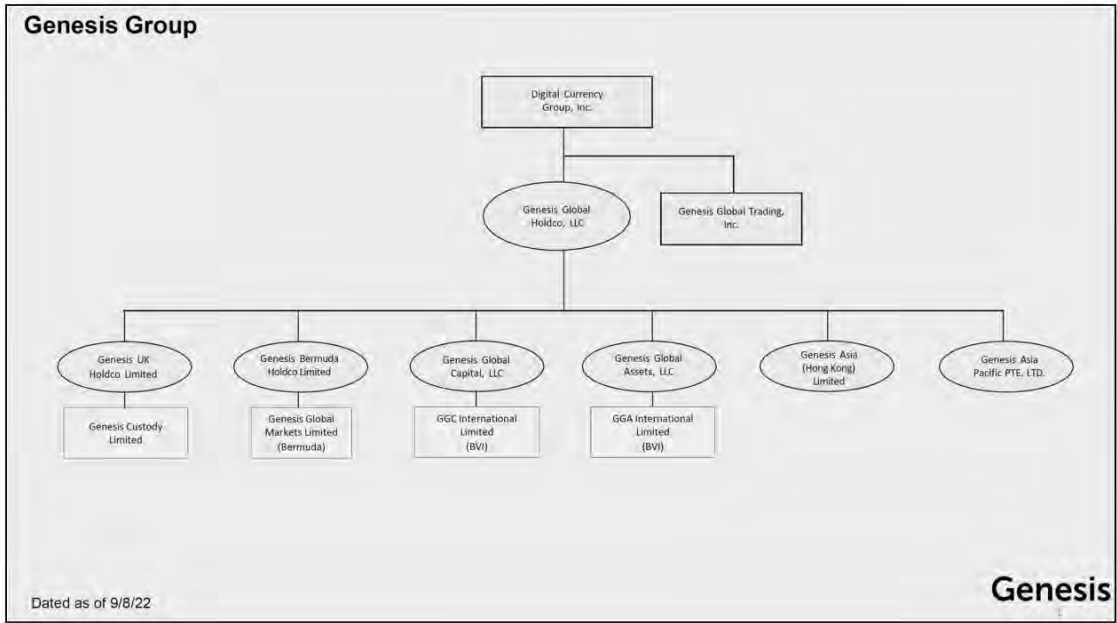 Genesis Group
Digital Currency
Group, Inc.
Genesis Global
Holdco, LLC
Genesis Global Trading,
Inc.
Genesis UK
Holdco Limited
Genesis Bermuda
Holdco Limited
Genesis Global
Capital, LLC
Genesis Global
Assets, LLC
Genesis Asia
(Hong Kong)
Limited
Genesis Asia
Pacific PTE. LTD.
Genesis Custody
Limited
Genesis Global
Markets Limited
(Bermuda)
GGC International
Limited
(BVI)
GGA International
Limited
(BVI)
Dated as of 9/8/22
Genesis
1